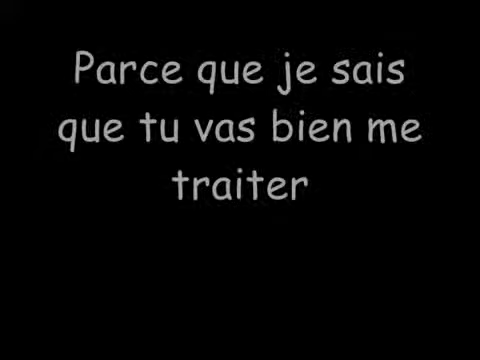 Parce que je sais
que tu vas bien me
traiter